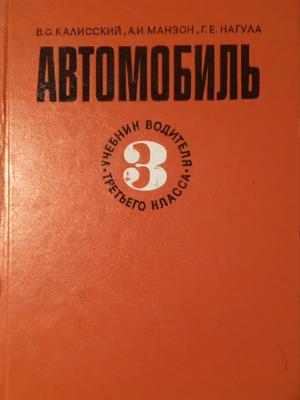 В.С. КАЛИССКИЙ, А.И. МАНЗОН, Г.Е. НАГУЛА
АВТОМОБИЛЬ
• УЧЕБНИК ВОДИТЕЛЯ •
3
ТРЕТЬЕГО КЛАССА